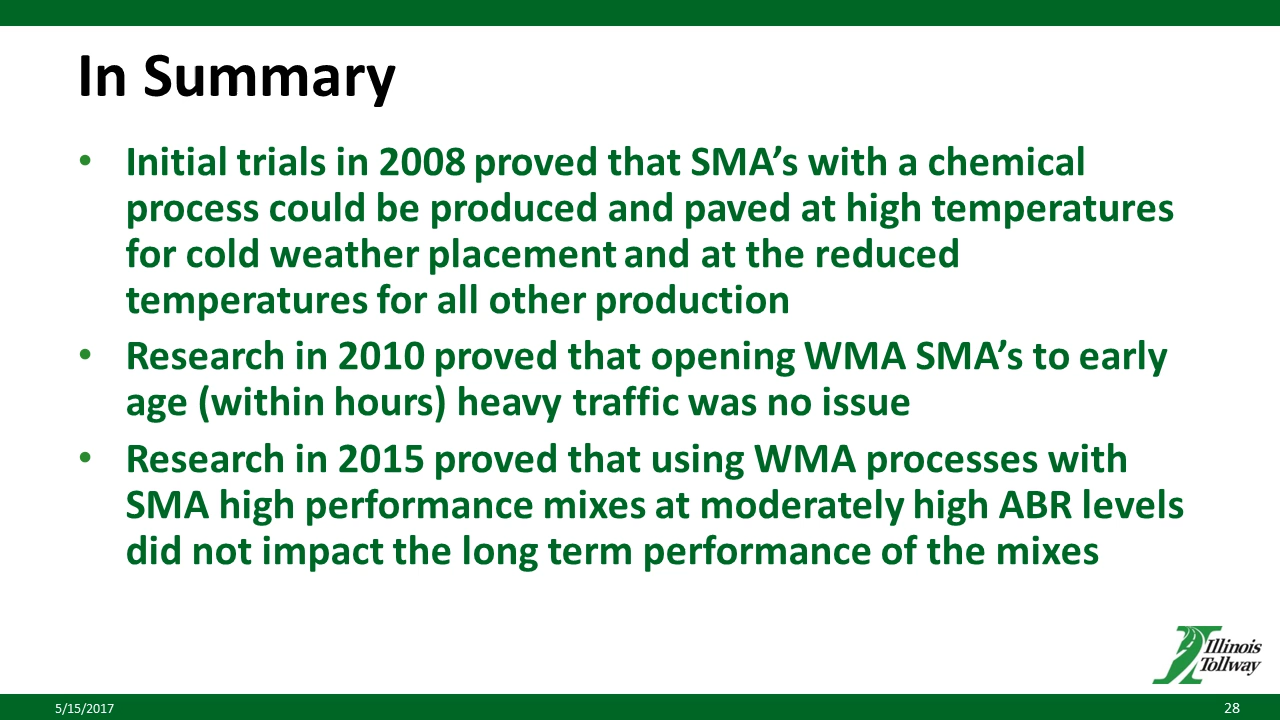 In Summary
• Initial trials in 2008 proved that SMA’s with a chemical
process could be produced and paved at high temperatures
for cold weather placement and at the reduced
temperatures for all other production
• Research in 2010 proved that opening WMA SMA’s to early
age (within hours) heavy traffic was no issue
• Research in 2015 proved that using WMA processes with
SMA high performance mixes at moderately high ABR levels
did not impact the long term performance of the mixes
Illinois
Tollway
5/15/2017
28